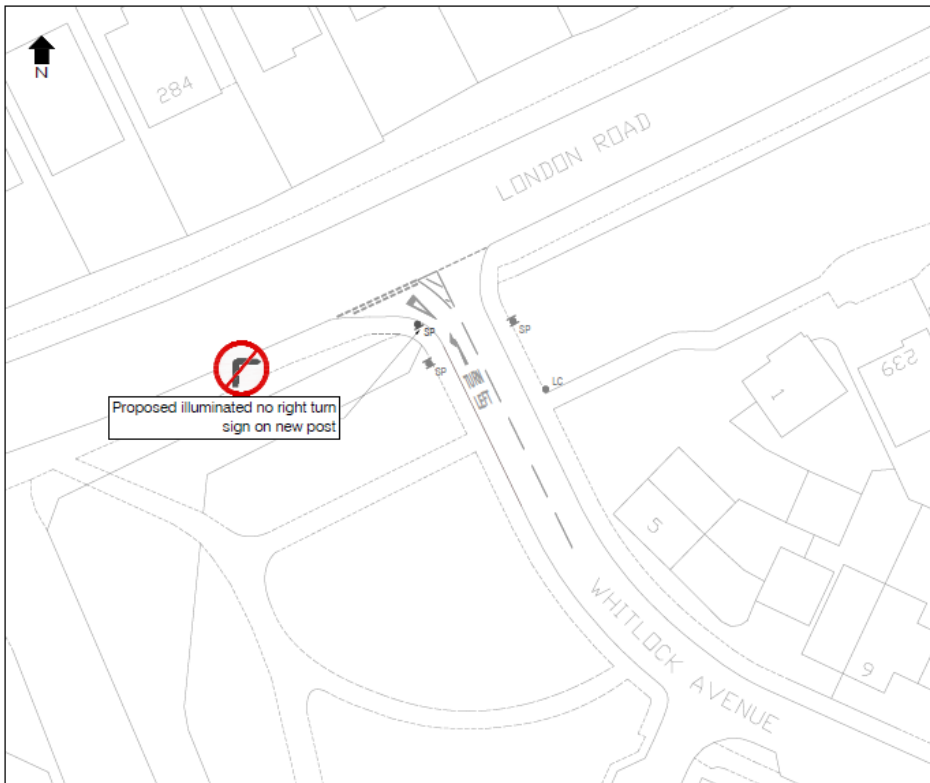 N
284
LONDON ROAD
SP
SP
SP
LC
TURN
LEFT
Proposed illuminated no right turn
sign on new post
1
239
5
9
WHITLOCK AVENUE